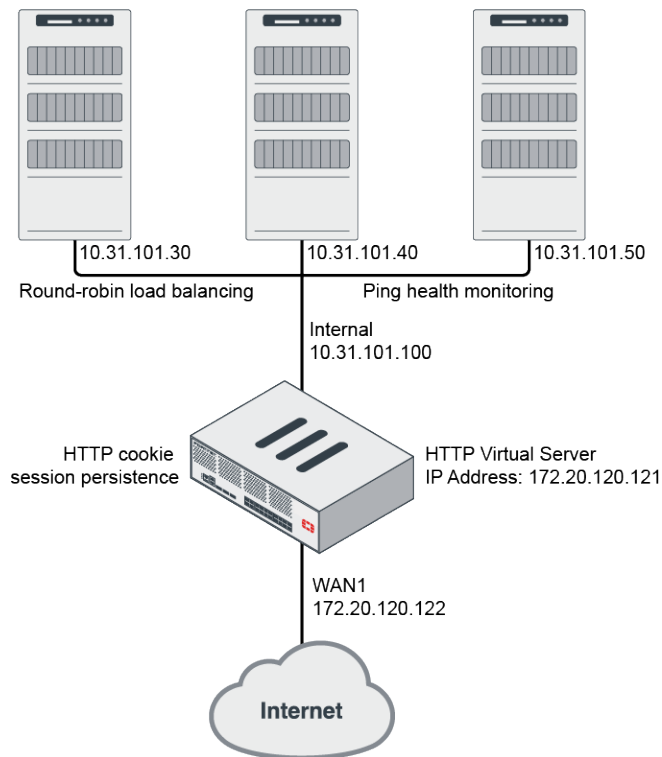 10.31.101.30
10.31.101.40
10.31.101.50
Round-robin load balancing
Ping health monitoring
Internal
10.31.101.100
HTTP cookie
session persistence
HTTP Virtual Server
IP Address: 172.20.120.121
WAN1
172.20.120.122
Internet